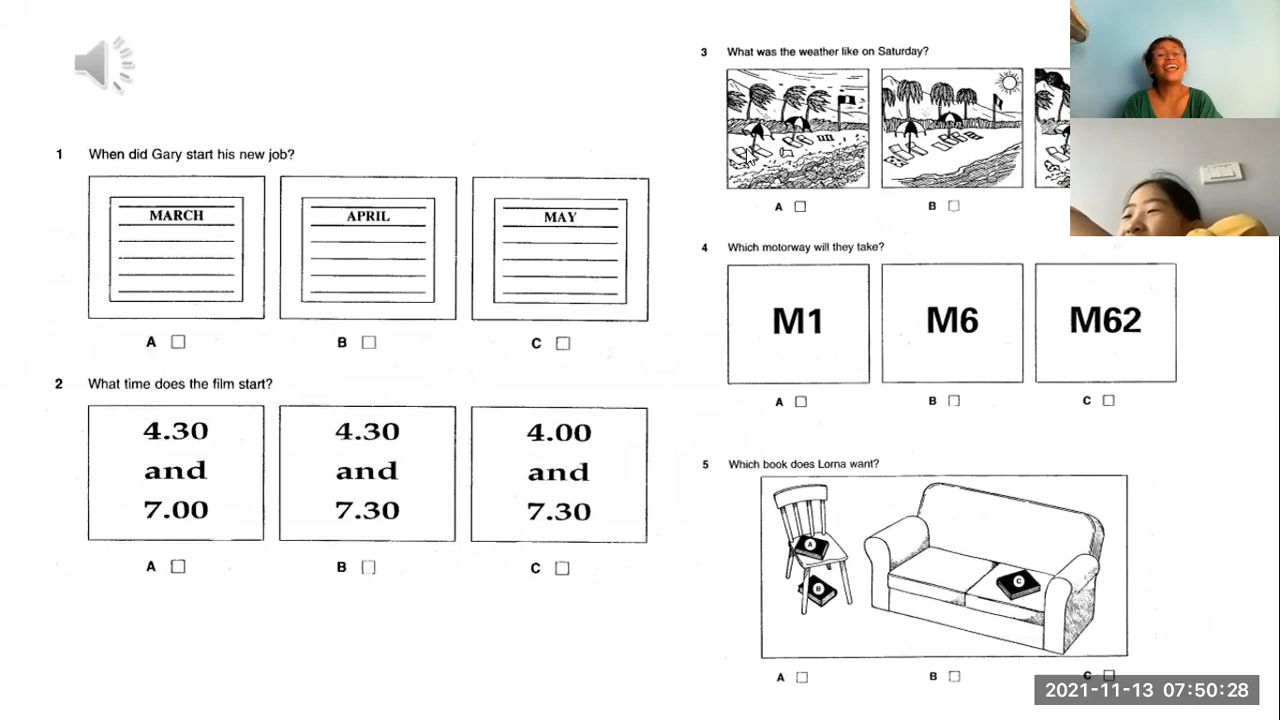 1 When did Gary start his new job?
MARCH
APRIL
MAY
A
B
C
2 What time does the film start?
4.30
and
7.00
4.30
and
7.30
4.00
and
7.30
A
B
C
3 What was the weather like on Saturday?
A
B
4 Which motorway will they take?
M1
M6
M62
A
B
C
5 Which book does Lorna want?
A
B
C
A
B
C
2021-11-13 07:50:28